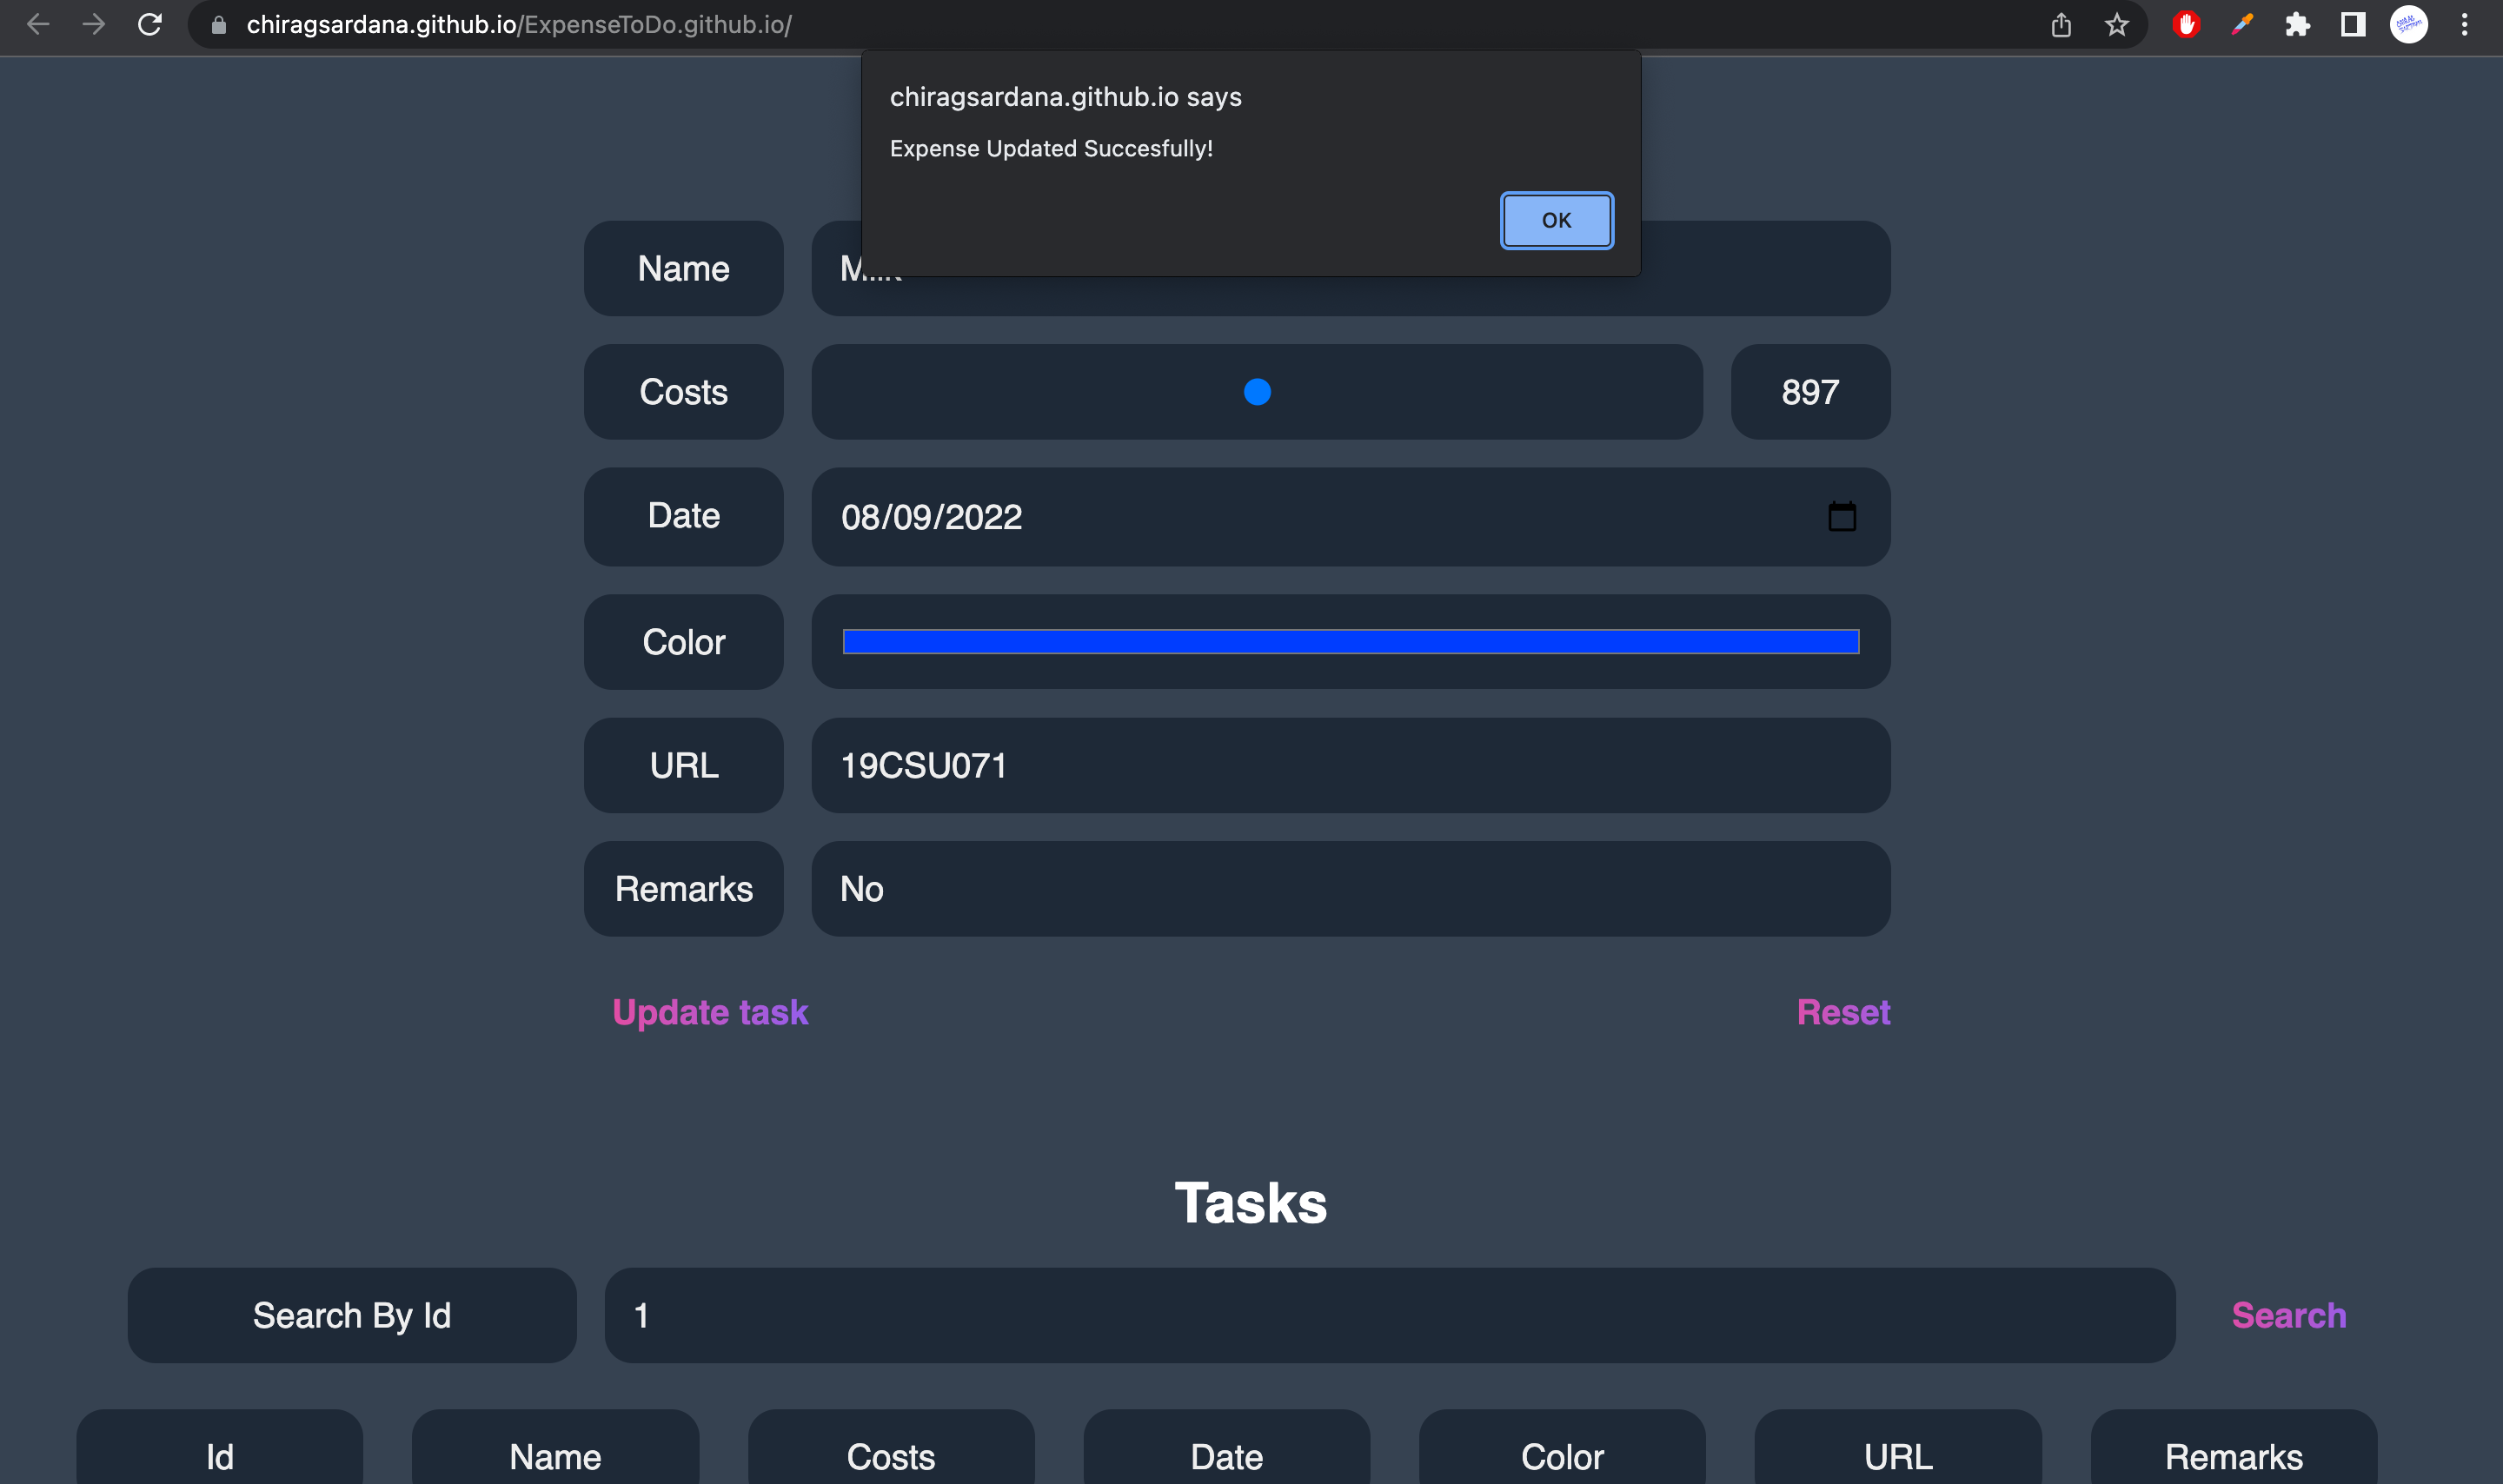 chiragsardana.github.io/ExpenseToDo.github.io/
chiragsardana.github.io says
Expense Updated Succesfully!
OK
Name
Costs 897
Date 08/09/2022
Color
URL 19CSU071
Remarks No
Update task Reset
Tasks
Search By Id 1 Search
Id Name Costs Date Color URL Remarks